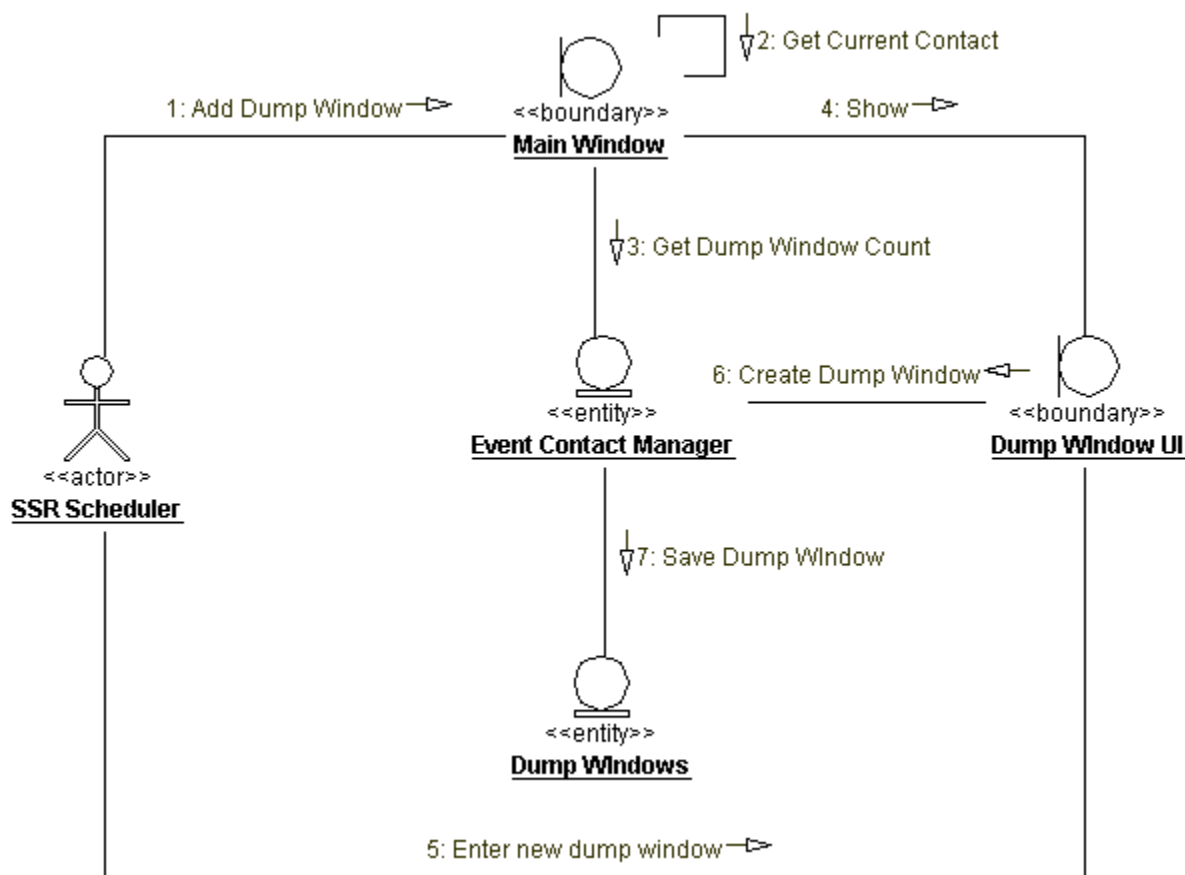 2: Get Current Contact
1: Add Dump Window
<<boundary>>
Main Window
4: Show
3: Get Dump Window Count
6: Create Dump Window
<<entity>>
Event Contact Manager
<<boundary>>
Dump WIndow UI
<<actor>>
SSR Scheduler
7: Save Dump WIndow
<<entity>>
Dump WIndows
5: Enter new dump window